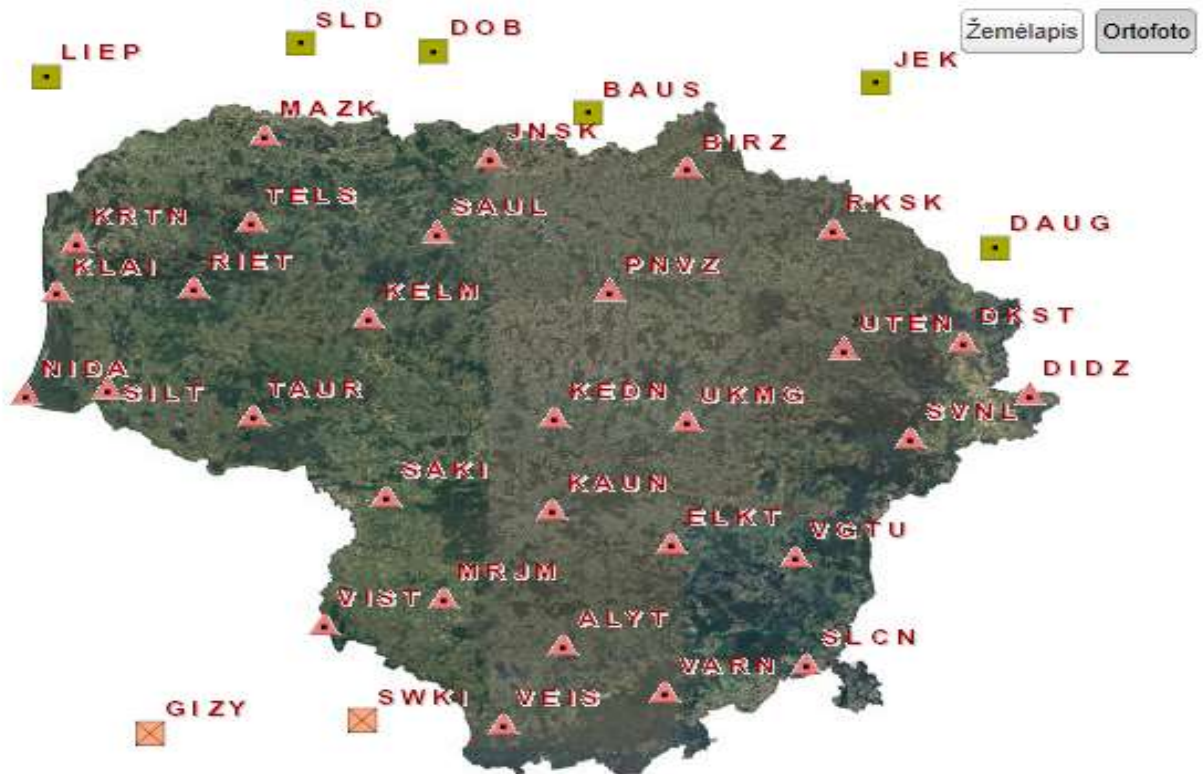 SLD
DOB
LIEP
Žemėlapis
Ortofoto
JEK
BAUS
MAZK
JNSK
BIRZ
TELS
SAUL
RKSK
KRTN
DAUG
KLAI
RIET
KELM
PNVZ
UTEN
DKST
NIDA
SILT
TAUR
KEDN
UKMG
SVNL
DIDZ
SAKI
KAUN
ELKT
VGTU
VIST
MRJM
ALYT
SLCN
VARN
GIZY
SWKI
VEIS